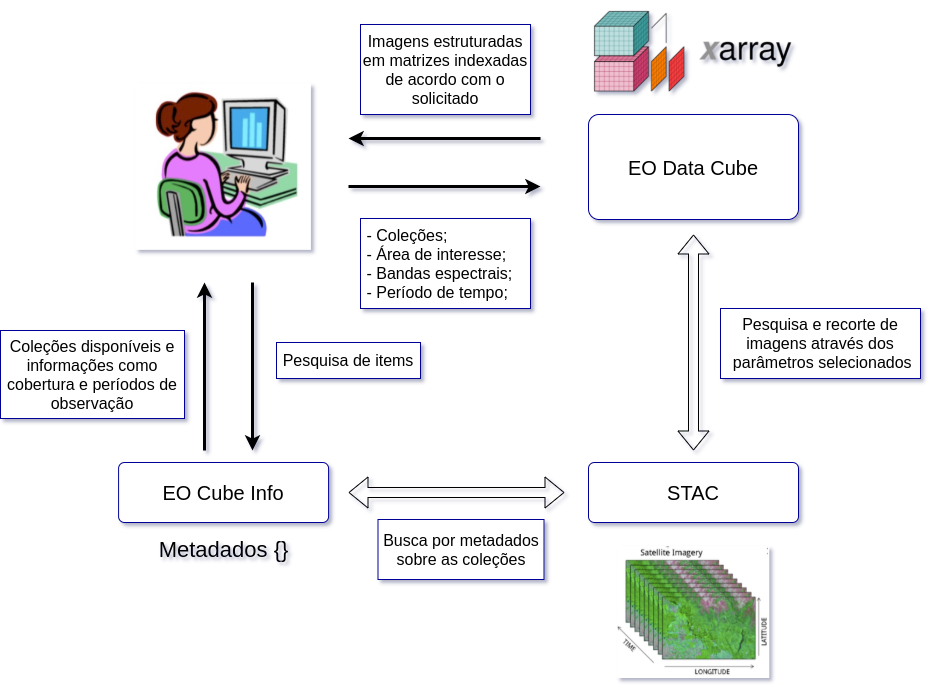 Imagens estruturadas
em matrizes indexadas
de acordo com o
solicitado
xarray
EO Data Cube
- Coleções;
- Área de interesse;
- Bandas espectrais;
- Período de tempo;
Coleções disponíveis e
informações como
cobertura e períodos de
observação
Pesquisa de items
Pesquisa e recorte de
imagens através dos
parâmetros selecionados
EO Cube Info
Metadados {}
Busca por metadados
sobre as coleções
STAC
Satellite Imagery
TIME
LATITUDE
LONGITUDE